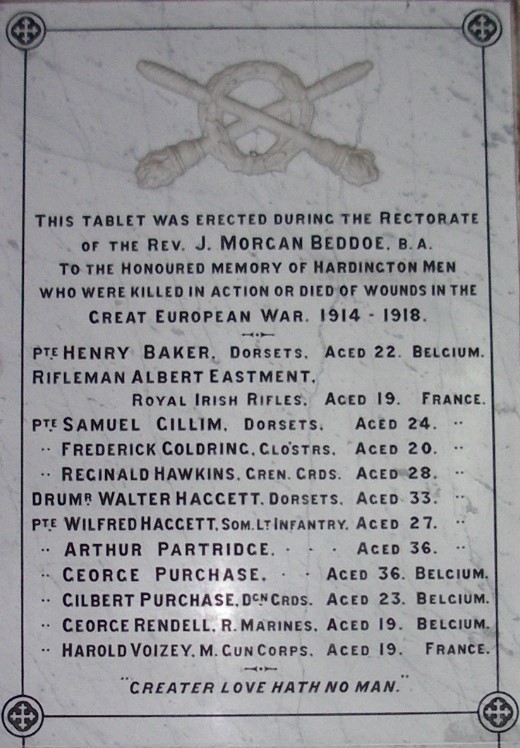 THIS TABLET WAS ERECTED DURING THE RECTORATE
OF THE REV. J. MORGAN BEDDOE, B.A.
TO THE HONOURED MEMORY OF HARDINGTON MEN
WHO WERE KILLED IN ACTION OR DIED OF WOUNDS IN THE
GREAT EUROPEAN WAR. 1914 - 1918.
PTE HENRY BAKER, DORSETS, AGED 22. BELGIUM.
RIFLEMAN ALBERT EASTMENT,
ROYAL IRISH RIFLES, AGED 19. FRANCE.
PTE SAMUEL GILLIM, DORSETS, AGED 24. "
" FREDERICK GOLDRING, GLO'STRS, AGED 20. "
" REGINALD HAWKINS, GREN. GRDS. AGED 28. "
DRUMR WALTER HAGGETT, DORSETS, AGED 33. "
PTE WILFRED HAGGETT, SOM. LT INFANTRY, AGED 27. "
" ARTHUR PARTRIDGE, · · · AGED 36. "
" GEORGE PURCHASE, · · AGED 36. BELGIUM.
" GILBERT PURCHASE, DGN GRDS. AGED 23. BELGIUM.
" GEORGE RENDELL, R. MARINES, AGED 19. BELGIUM.
" HAROLD VOIZEY, M. GUN CORPS, AGED 19. FRANCE.
"GREATER LOVE HATH NO MAN."